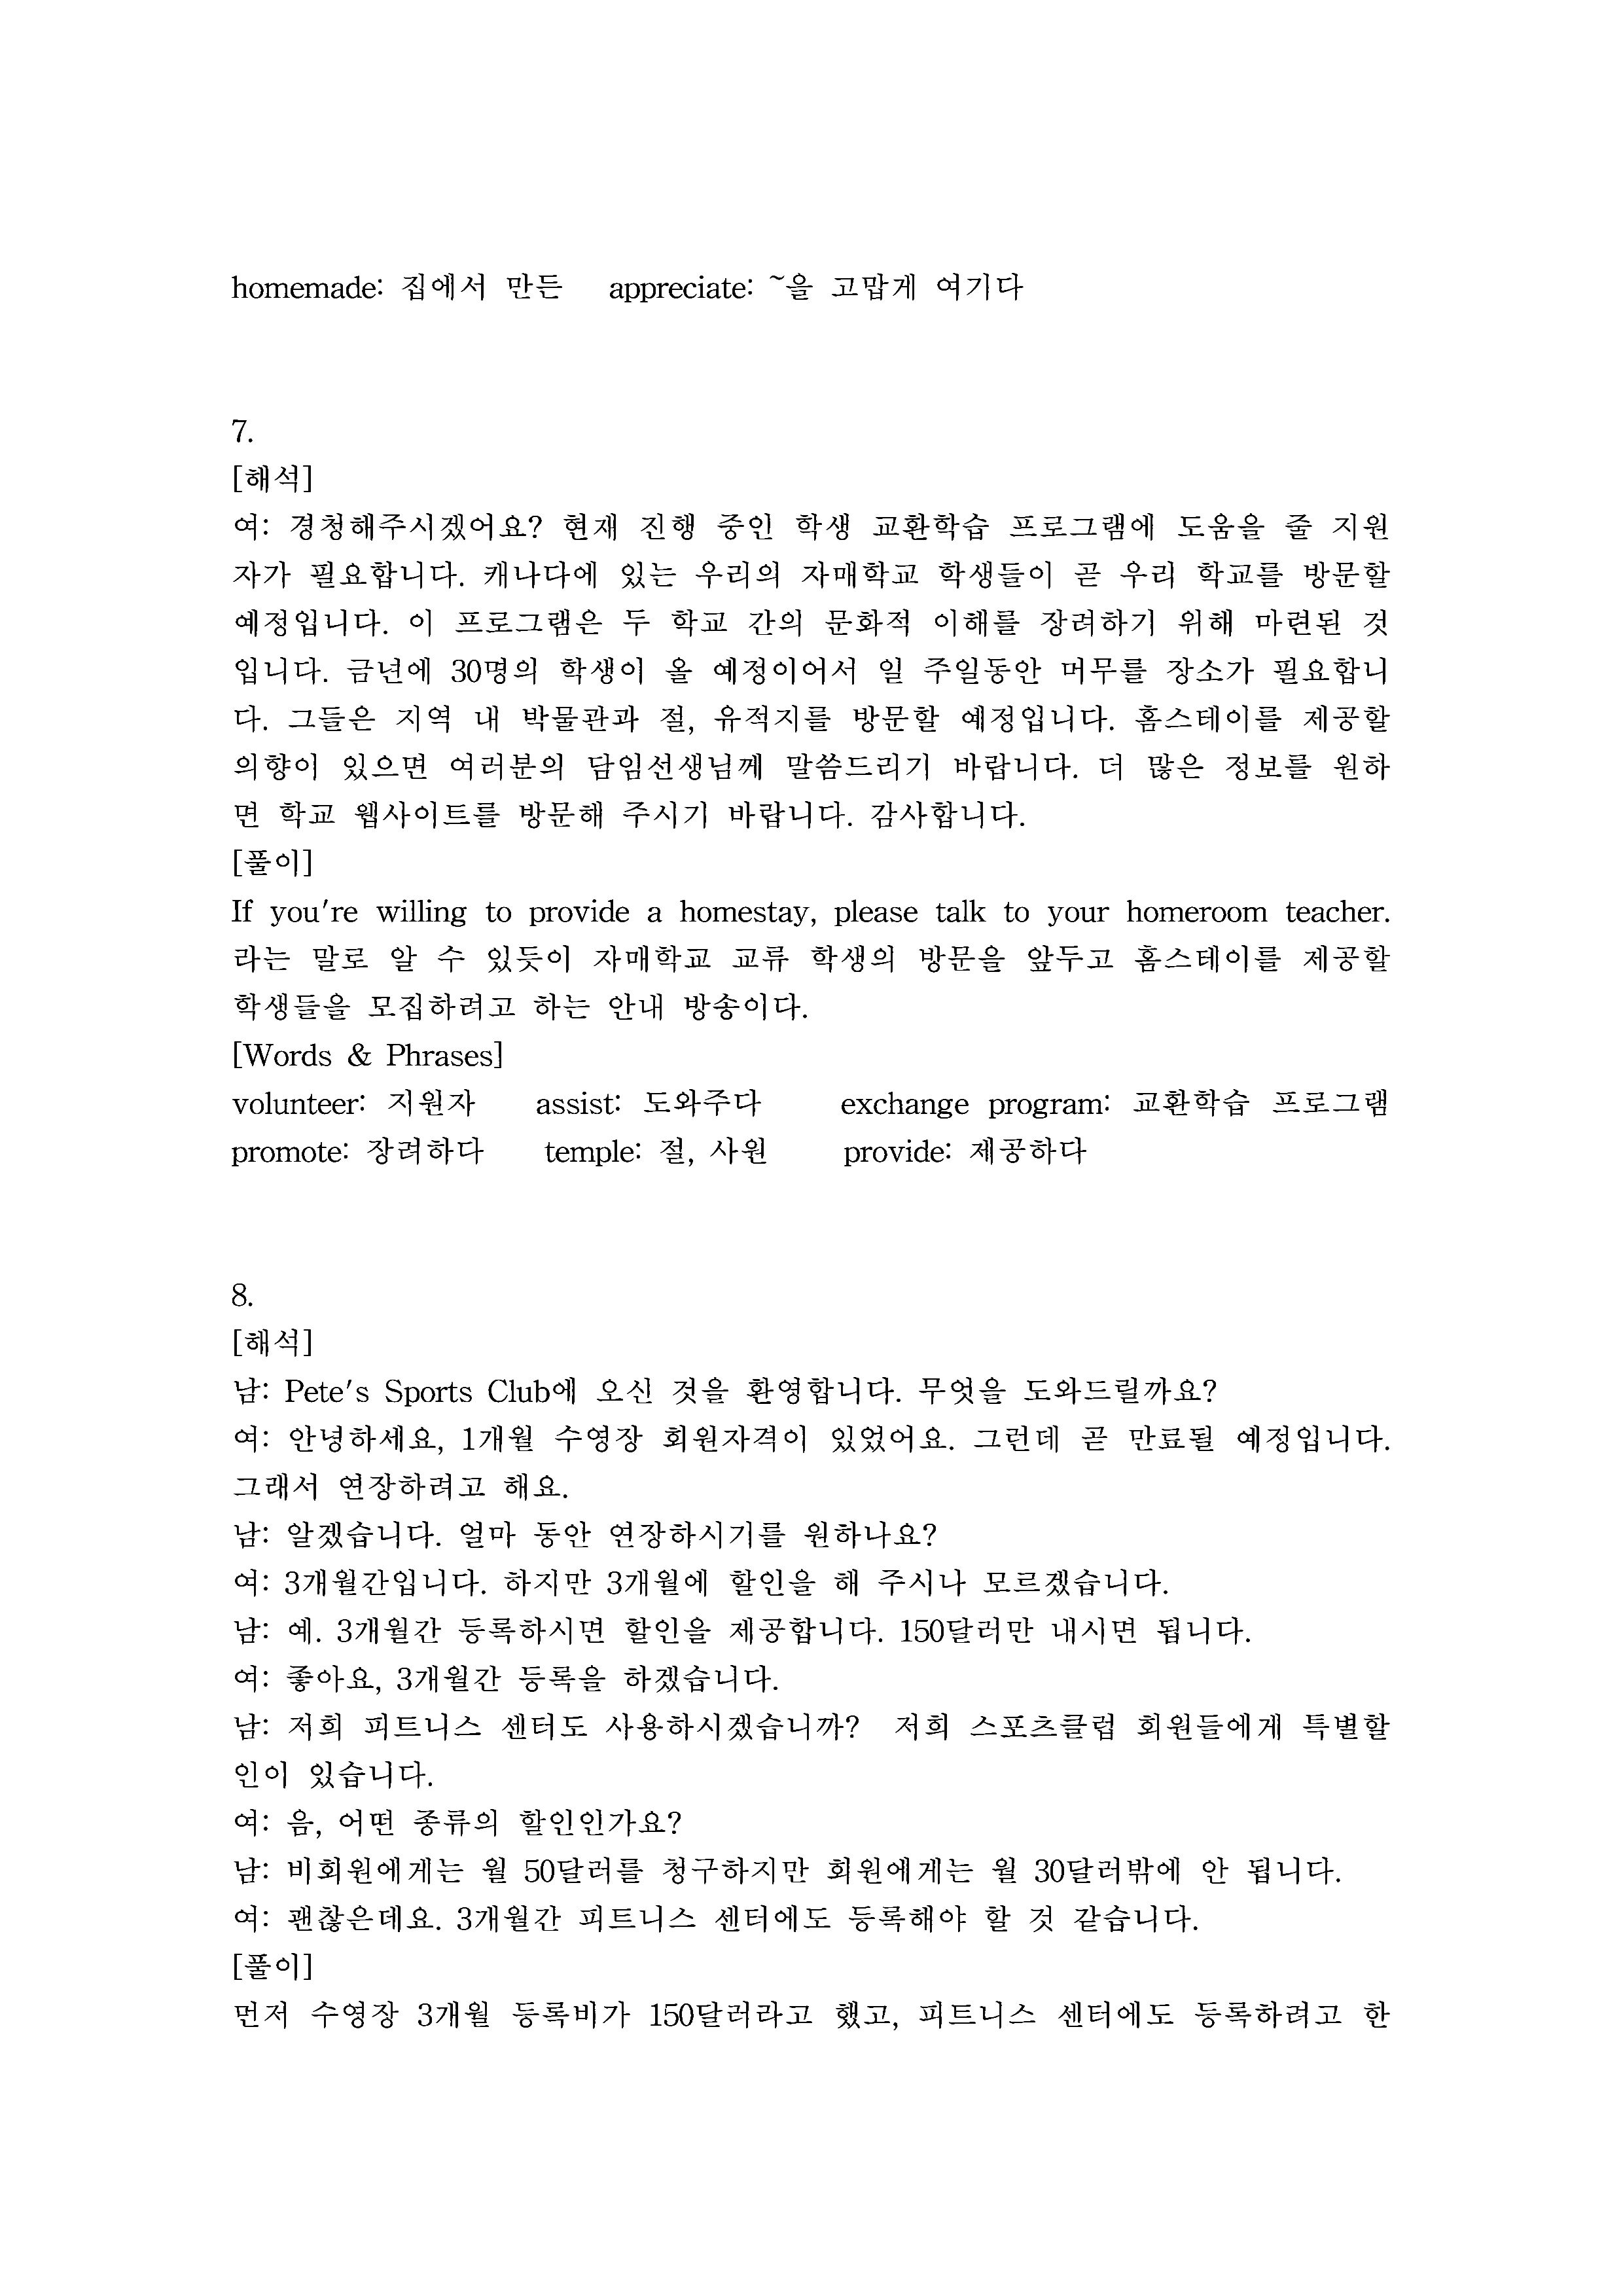 homemade: 집에서 만든 appreciate: ~을 고맙게 여기다
7.
[해석]
여: 경청해주시겠어요? 현재 진행 중인 학생 교환학습 프로그램에 도움을 줄 지원
자가 필요합니다. 캐나다에 있는 우리의 자매학교 학생들이 곧 우리 학교를 방문할
예정입니다. 이 프로그램은 두 학교 간의 문화적 이해를 장려하기 위해 마련된 것
입니다. 금년에 30명의 학생이 올 예정이어서 일 주일동안 머무를 장소가 필요합니
다. 그들은 지역 내 박물관과 절, 유적지를 방문할 예정입니다. 홈스테이를 제공할
의향이 있으면 여러분의 담임선생님께 말씀드리기 바랍니다. 더 많은 정보를 원하
면 학교 웹사이트를 방문해 주시기 바랍니다. 감사합니다.
[풀이]
If you're willing to provide a homestay, please talk to your homeroom teacher.
라는 말로 알 수 있듯이 자매학교 교류 학생의 방문을 앞두고 홈스테이를 제공할
학생들을 모집하려고 하는 안내 방송이다.
[Words & Phrases]
volunteer: 지원자 assist: 도와주다 exchange program: 교환학습 프로그램
promote: 장려하다 temple: 절, 사원 provide: 제공하다
8.
[해석]
남: Pete's Sports Club에 오신 것을 환영합니다. 무엇을 도와드릴까요?
여: 안녕하세요, 1개월 수영장 회원자격이 있었어요. 그런데 곧 만료될 예정입니다.
그래서 연장하려고 해요.
남: 알겠습니다. 얼마 동안 연장하시기를 원하나요?
여: 3개월간입니다. 하지만 3개월에 할인을 해 주시나 모르겠습니다.
남: 예. 3개월간 등록하시면 할인을 제공합니다. 150달러만 내시면 됩니다.
여: 좋아요, 3개월간 등록을 하겠습니다.
남: 저희 피트니스 센터도 사용하시겠습니까? 저희 스포츠클럽 회원들에게 특별할
인이 있습니다.
여: 음, 어떤 종류의 할인인가요?
남: 비회원에게는 월 50달러를 청구하지만 회원에게는 월 30달러밖에 안 됩니다.
여: 괜찮은데요. 3개월간 피트니스 센터에도 등록해야 할 것 같습니다.
[풀이]
먼저 수영장 3개월 등록비가 150달러라고 했고, 피트니스 센터에도 등록하려고 한